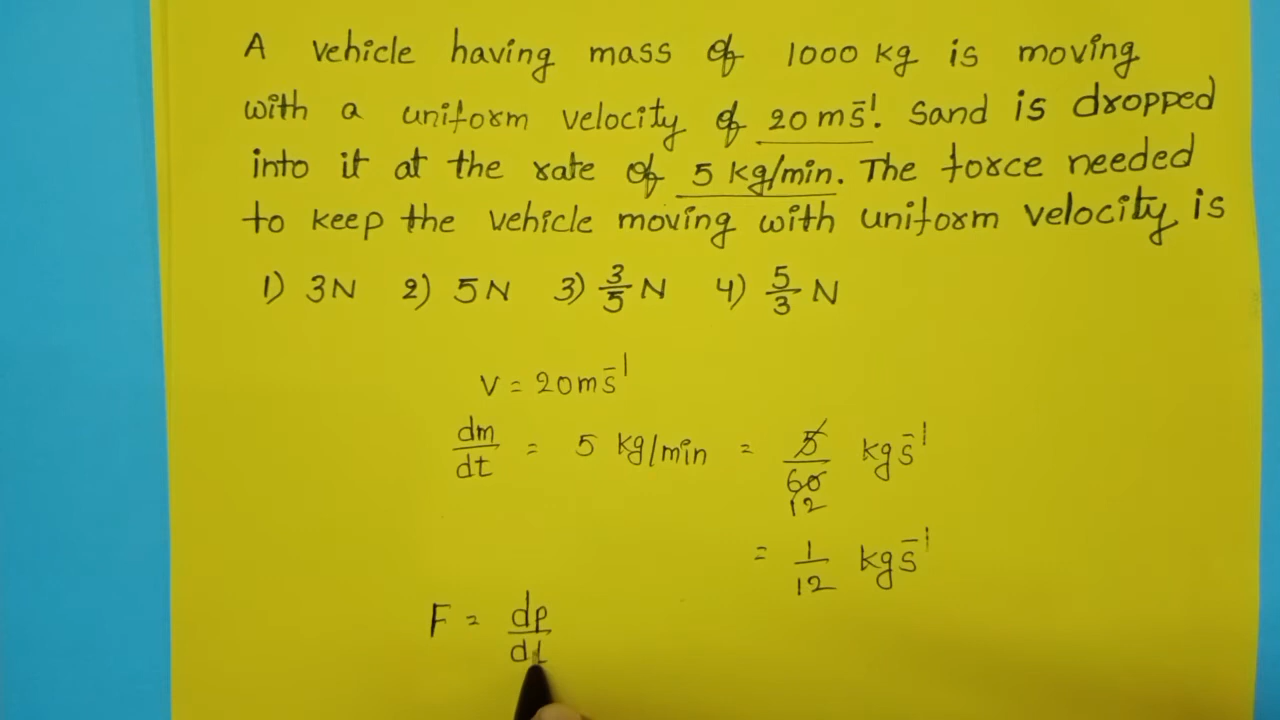 A vehicle having mass of 1000 kg is moving
with a uniform velocity of 20 ms⁻¹. Sand is dropped
into it at the rate of 5 kg/min. The force needed
to keep the vehicle moving with uniform velocity is
1) 3N 2) 5N 3) 3/5 N 4) 5/3 N
V = 20ms⁻¹
dm/dt = 5 kg/min = 5/60 kgs⁻¹
12
= 1/12 kgs⁻¹
F = dp/dt